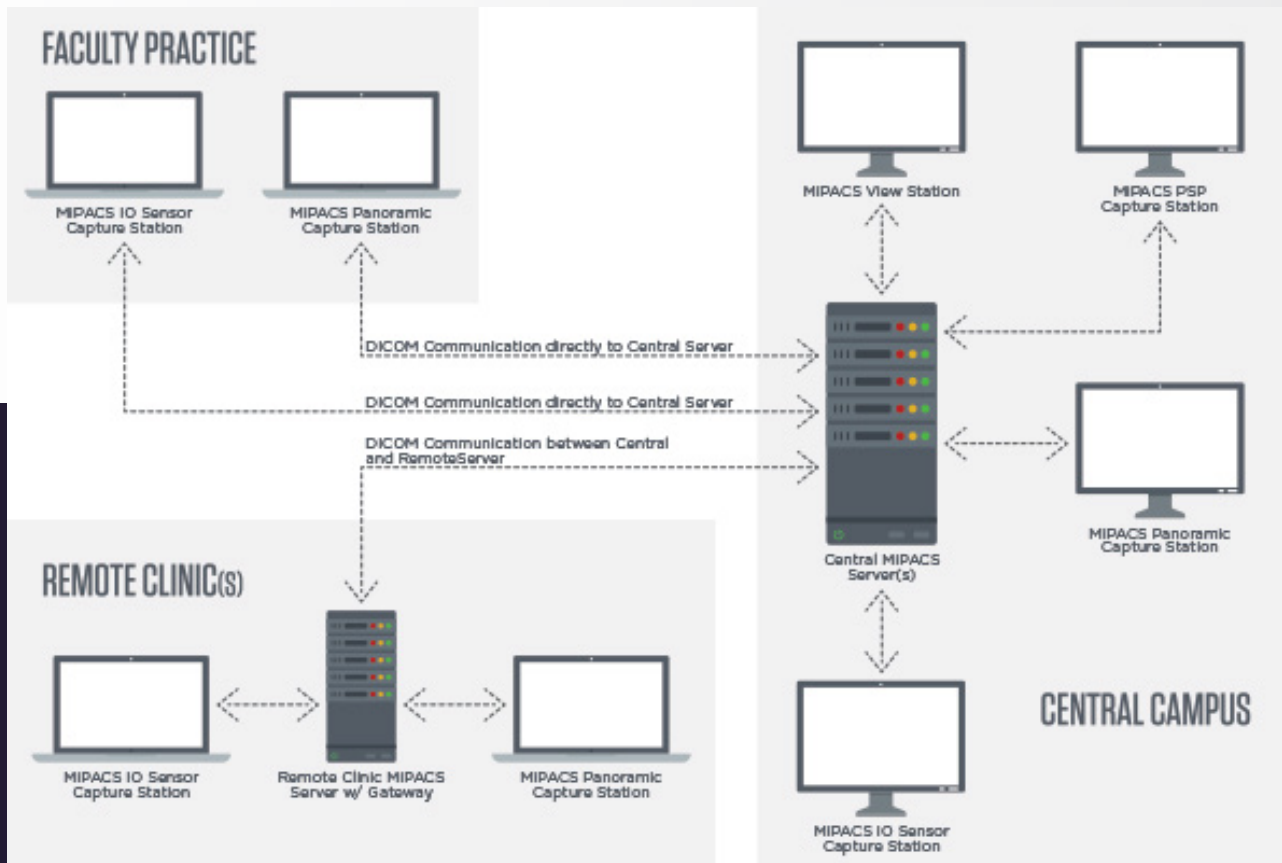 FACULTY PRACTICE
MiPACS IO Sensor
Capture Station
MiPACS Panoramic
Capture Station
MiPACS View Station
MiPACS PSP
Capture Station
DICOM Communication directly to Central Server
DICOM Communication directly to Central Server
DICOM Communication between Central
and RemoteServer
Central MiPACS
Server(s)
MiPACS Panoramic
Capture Station
REMOTE CLINIC(S)
MiPACS IO Sensor
Capture Station
Remote Clinic MiPACS
Server w/ Gateway
MiPACS Panoramic
Capture Station
CENTRAL CAMPUS
MiPACS IO Sensor
Capture Station